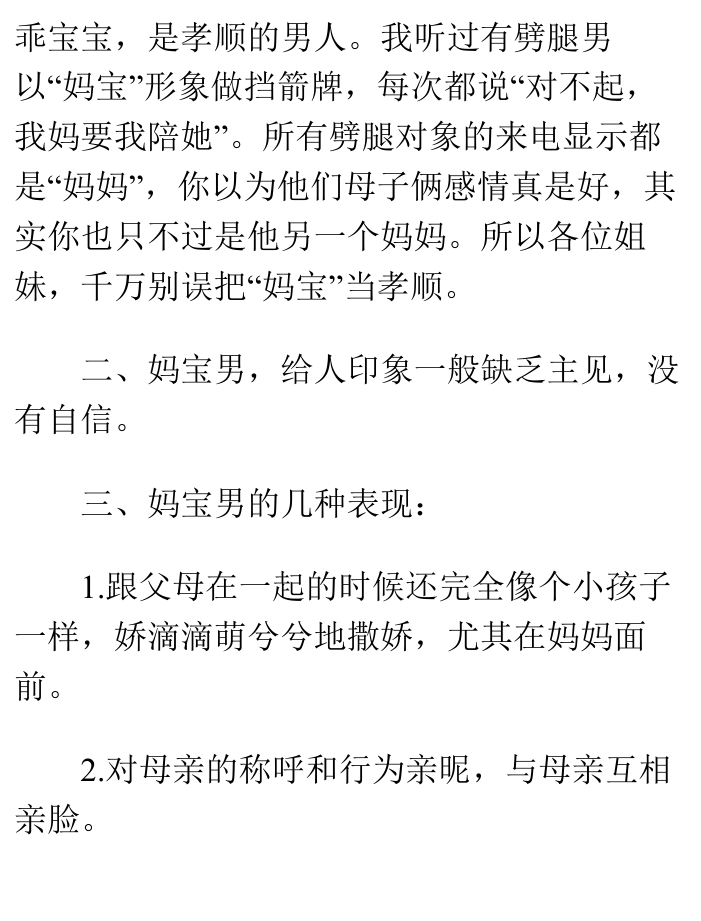 乖宝宝，是孝顺的男人。我听过有劈腿男
以“妈宝”形象做挡箭牌，每次都说“对不起，
我妈要我陪她”。所有劈腿对象的来电显示都
是“妈妈”，你以为他们母子俩感情真是好，其
实你也只不过是他另一个妈妈。所以各位姐
妹，千万别误把“妈宝”当孝顺。
二、妈宝男，给人印象一般缺乏主见，没
有自信。
三、妈宝男的几种表现：
1.跟父母在一起的时候还完全像个小孩子
一样，娇滴滴萌兮兮地撒娇，尤其在妈妈面
前。
2.对母亲的称呼和行为亲昵，与母亲互相
亲脸。